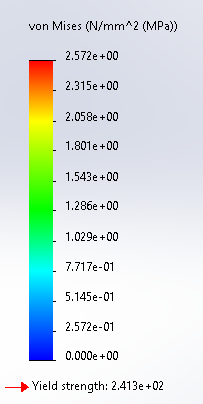 von Mises (N/mm^2 (MPa))
2.572e+00
2.315e+00
2.058e+00
1.801e+00
1.543e+00
1.286e+00
1.029e+00
7.717e-01
5.145e-01
2.572e-01
0.000e+00
Yield strength: 2.413e+02